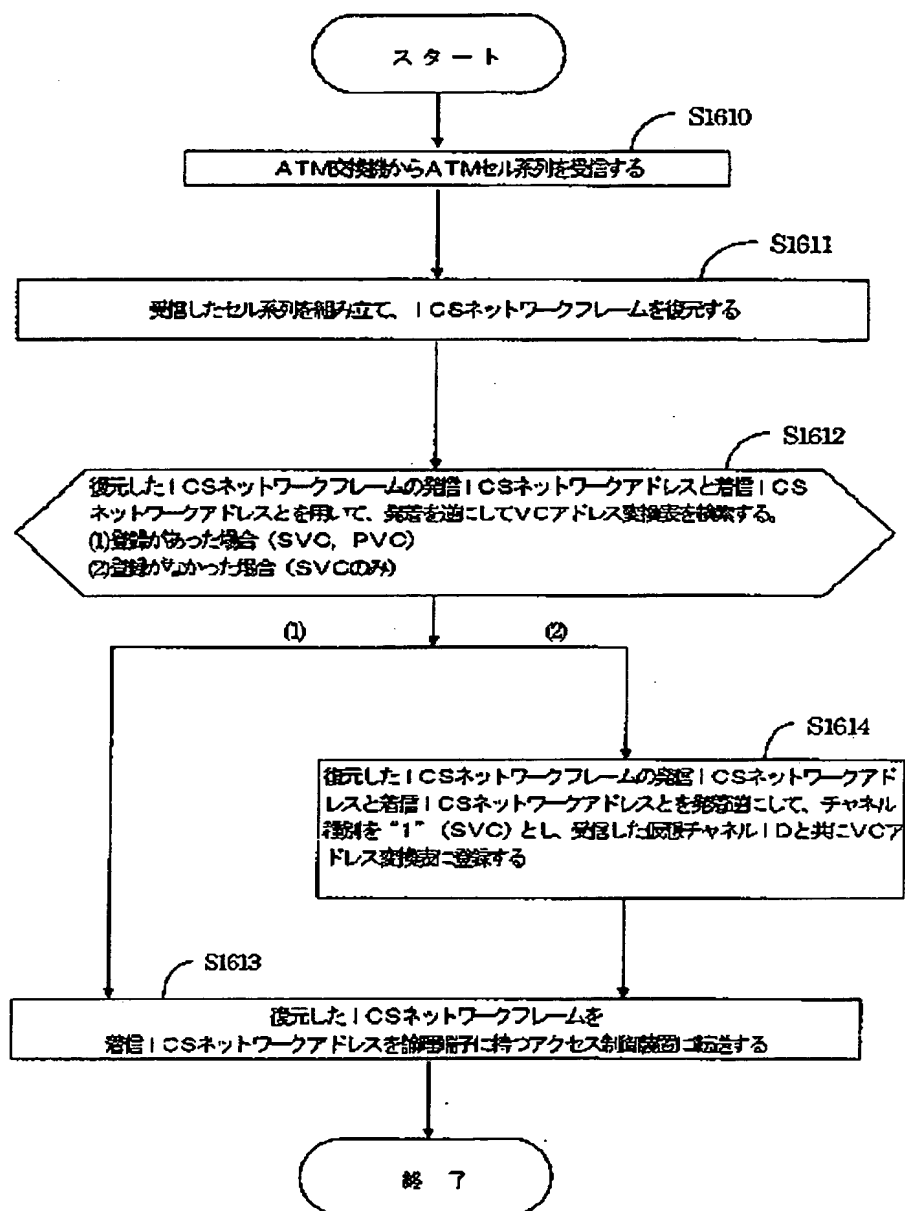 スタート
S1610
ATM交換機からATMセル系列を受信する
S1611
受信したセル系列を組み立て、ICSネットワークフレームを復元する
S1612
復元したICSネットワークフレームの発信ICSネットワークアドレスと着信ICS
ネットワークアドレスとを用いて、発着を逆にしてVCアドレス変換表を検索する。
(1)登録があった場合(SVC, PVC)
(2)登録がなかった場合(SVCのみ)
(1)
(2)
S1614
復元したICSネットワークフレームの発信ICSネットワークアド
レスと着信ICSネットワークアドレスとを発着逆にして、チャネル
種別を“1”(SVC)とし、受信した仮想チャネルIDと共にVCア
ドレス変換表に登録する
S1613
復元したICSネットワークフレームを
着信ICSネットワークアドレスを論理端子に持つアクセス制御装置に転送する
終了